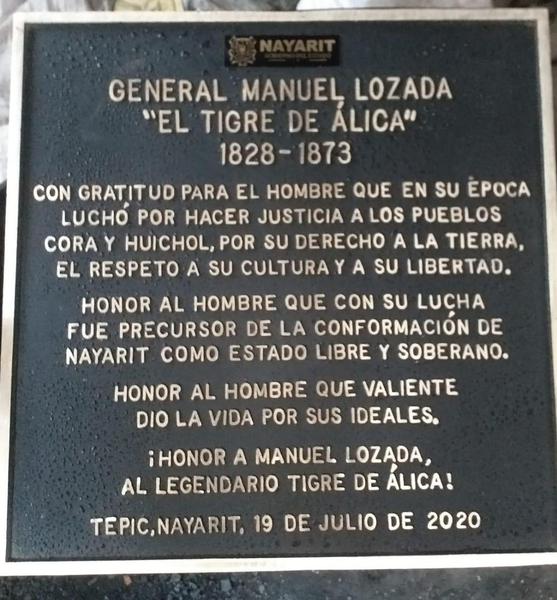 NAYARIT
GENERAL MANUEL LOZADA
"EL TIGRE DE ÁLICA"
1828-1873
CON GRATITUD PARA EL HOMBRE QUE EN SU ÉPOCA
LUCHÓ POR HACER JUSTICIA A LOS PUEBLOS
CORA Y HUICHOL, POR SU DERECHO A LA TIERRA,
EL RESPETO A SU CULTURA Y A SU LIBERTAD.
HONOR AL HOMBRE QUE CON SU LUCHA
FUE PRECURSOR DE LA CONFORMACIÓN DE
NAYARIT COMO ESTADO LIBRE Y SOBERANO.
HONOR AL HOMBRE QUE VALIENTE
DIO LA VIDA POR SUS IDEALES.
¡HONOR A MANUEL LOZADA,
AL LEGENDARIO TIGRE DE ÁLICA!
TEPIC, NAYARIT, 19 DE JULIO DE 2020